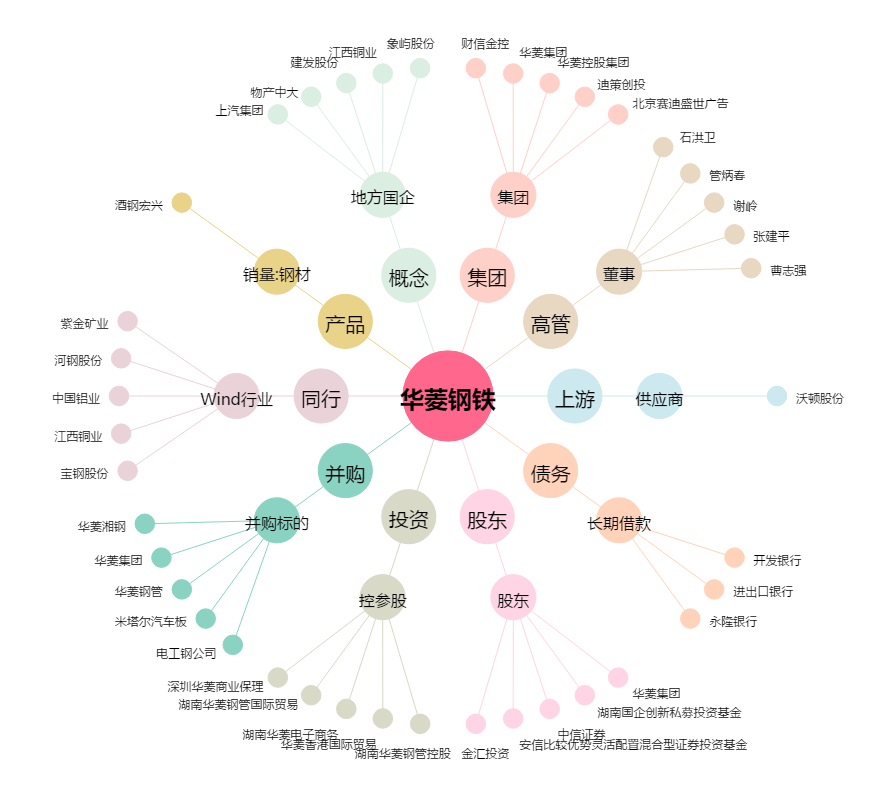 象屿股份
财信金控
江西铜业
华菱集团
建发股份
华菱控股集团
物产中大
迪策创投
上汽集团
北京赛迪盛世广告
石洪卫
管炳春
地方国企
集团
酒钢宏兴
谢岭
张建平
销量:钢材
概念
集团
董事
曹志强
紫金矿业
产品
高管
河钢股份
中国铝业
Wind行业
同行
华菱钢铁
上游
供应商
沃顿股份
江西铜业
宝钢股份
并购
债务
华菱湘钢
并购标的
投资
股东
长期借款
华菱集团
开发银行
华菱钢管
控参股
股东
进出口银行
米塔尔汽车板
永隆银行
电工钢公司
深圳华菱商业保理
华菱集团
湖南华菱钢管国际贸易
湖南国企创新私募投资基金
湖南华菱电子商务
中信证券
华菱香港国际贸易
安信比较优势灵活配置混合型证券投资基金
湖南华菱钢管控股
金汇投资